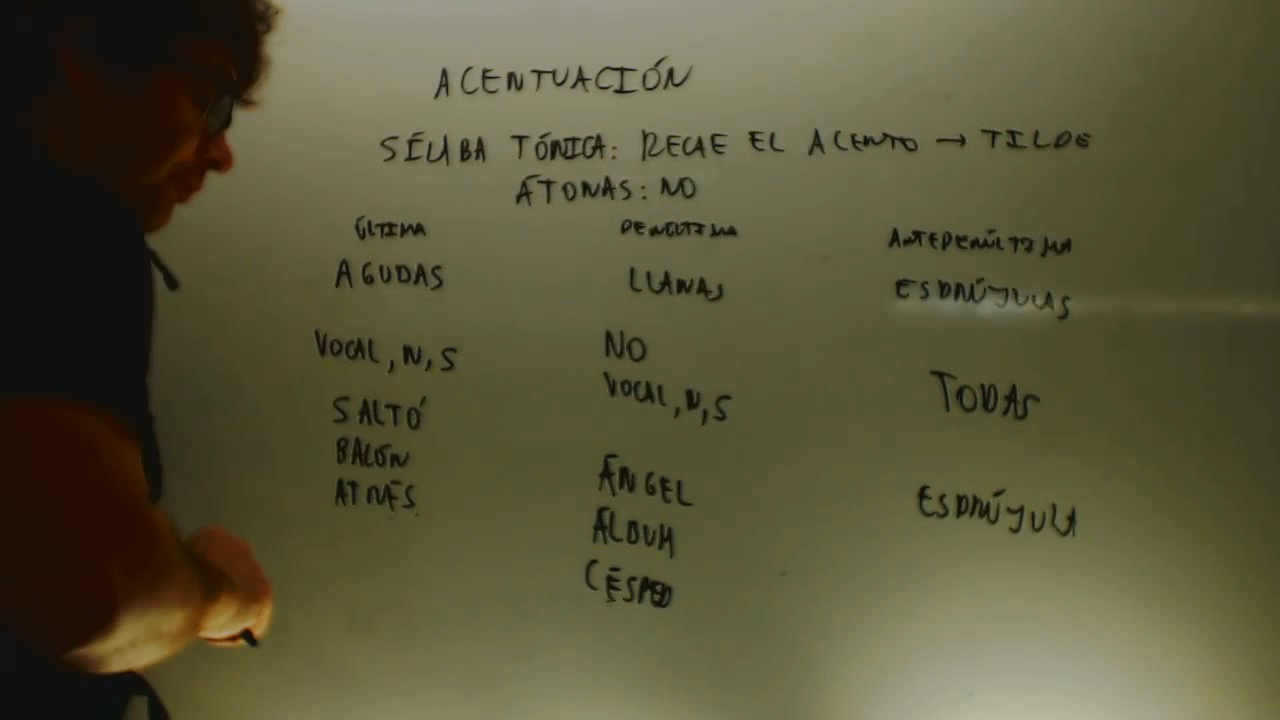 ACENTUACIÓN
SÍLABA TÓNICA: RECAE EL ACENTO → TILDE
ÁTONAS: NO
ÚLTIMA PENÚLTIMA ANTEPENÚLTIMA
AGUDAS LLANAS ESDRÚJULAS
VOCAL, N, S NO
VOCAL, N, S TODAS
SALTÓ
BALÓN
ATRÁS ÁNGEL ESDRÚJULA
ÁLBUM
CÉSPED